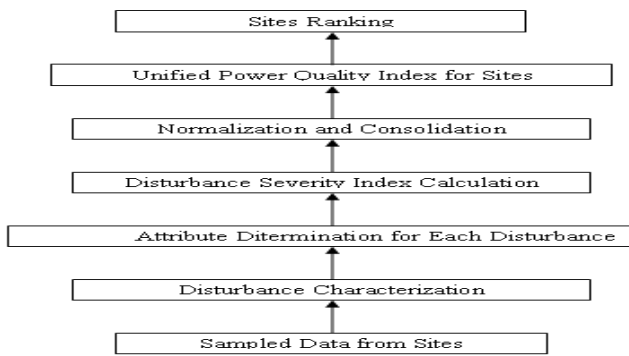 Sites Ranking
Unified Power Quality Index for Sites
Normalization and Consolidation
Disturbance Severity Index Calculation
Attribute Ditermination for Each Disturbance
Disturbance Characterization
Sampled Data from Sites